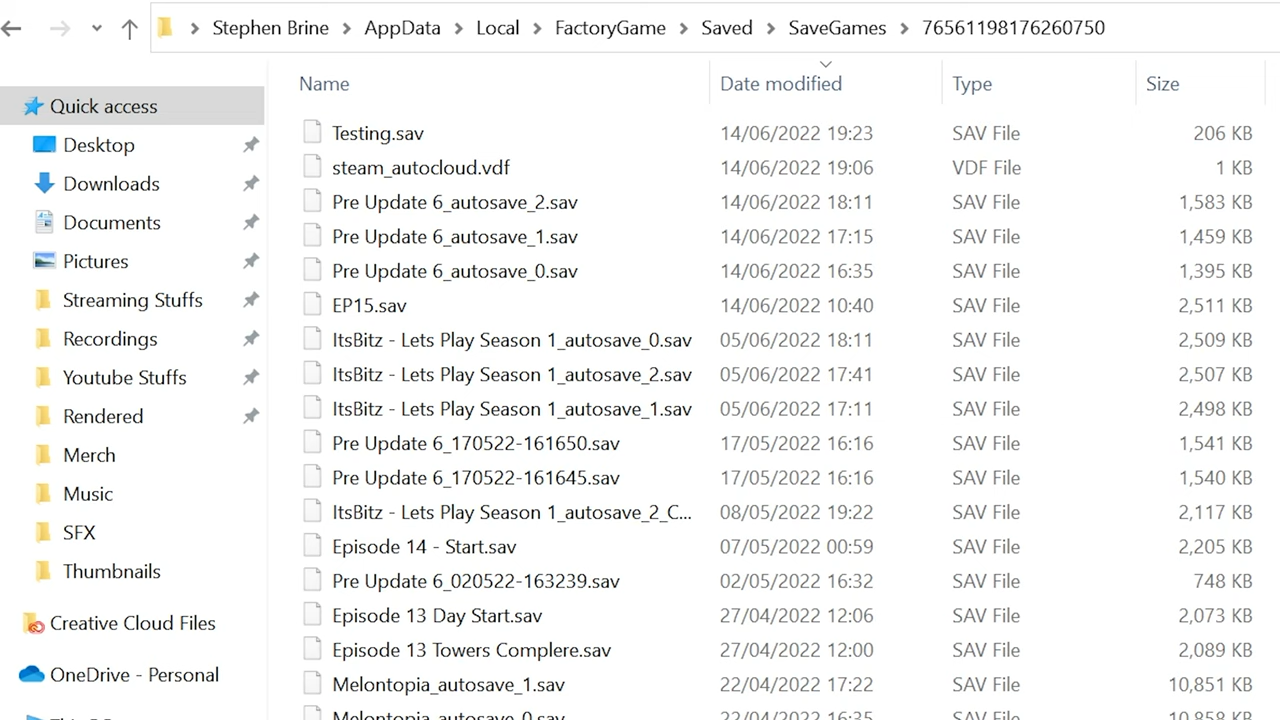 Stephen Brine > AppData > Local > FactoryGame > Saved > SaveGames > 76561198176260750
Name Date modified Type Size
Quick access
Desktop
Downloads
Documents
Pictures
Streaming Stuffs
Recordings
Youtube Stuffs
Rendered
Merch
Music
SFX
Thumbnails
Creative Cloud Files
OneDrive - Personal
Testing.sav 14/06/2022 19:23 SAV File 206 KB
steam_autocloud.vdf 14/06/2022 19:06 VDF File 1 KB
Pre Update 6_autosave_2.sav 14/06/2022 18:11 SAV File 1,583 KB
Pre Update 6_autosave_1.sav 14/06/2022 17:15 SAV File 1,459 KB
Pre Update 6_autosave_0.sav 14/06/2022 16:35 SAV File 1,395 KB
EP15.sav 14/06/2022 10:40 SAV File 2,511 KB
ItsBitz - Lets Play Season 1_autosave_0.sav 05/06/2022 18:11 SAV File 2,509 KB
ItsBitz - Lets Play Season 1_autosave_2.sav 05/06/2022 17:41 SAV File 2,507 KB
ItsBitz - Lets Play Season 1_autosave_1.sav 05/06/2022 17:11 SAV File 2,498 KB
Pre Update 6_170522-161650.sav 17/05/2022 16:16 SAV File 1,541 KB
Pre Update 6_170522-161645.sav 17/05/2022 16:16 SAV File 1,540 KB
ItsBitz - Lets Play Season 1_autosave_2_C... 08/05/2022 19:22 SAV File 2,117 KB
Episode 14 - Start.sav 07/05/2022 00:59 SAV File 2,205 KB
Pre Update 6_020522-163239.sav 02/05/2022 16:32 SAV File 748 KB
Episode 13 Day Start.sav 27/04/2022 12:06 SAV File 2,073 KB
Episode 13 Towers Complere.sav 27/04/2022 12:00 SAV File 2,089 KB
Melontopia_autosave_1.sav 22/04/2022 17:22 SAV File 10,851 KB
Melontopia_autosave_0.sav 22/04/2022 16:35 SAV File 10,858 KB